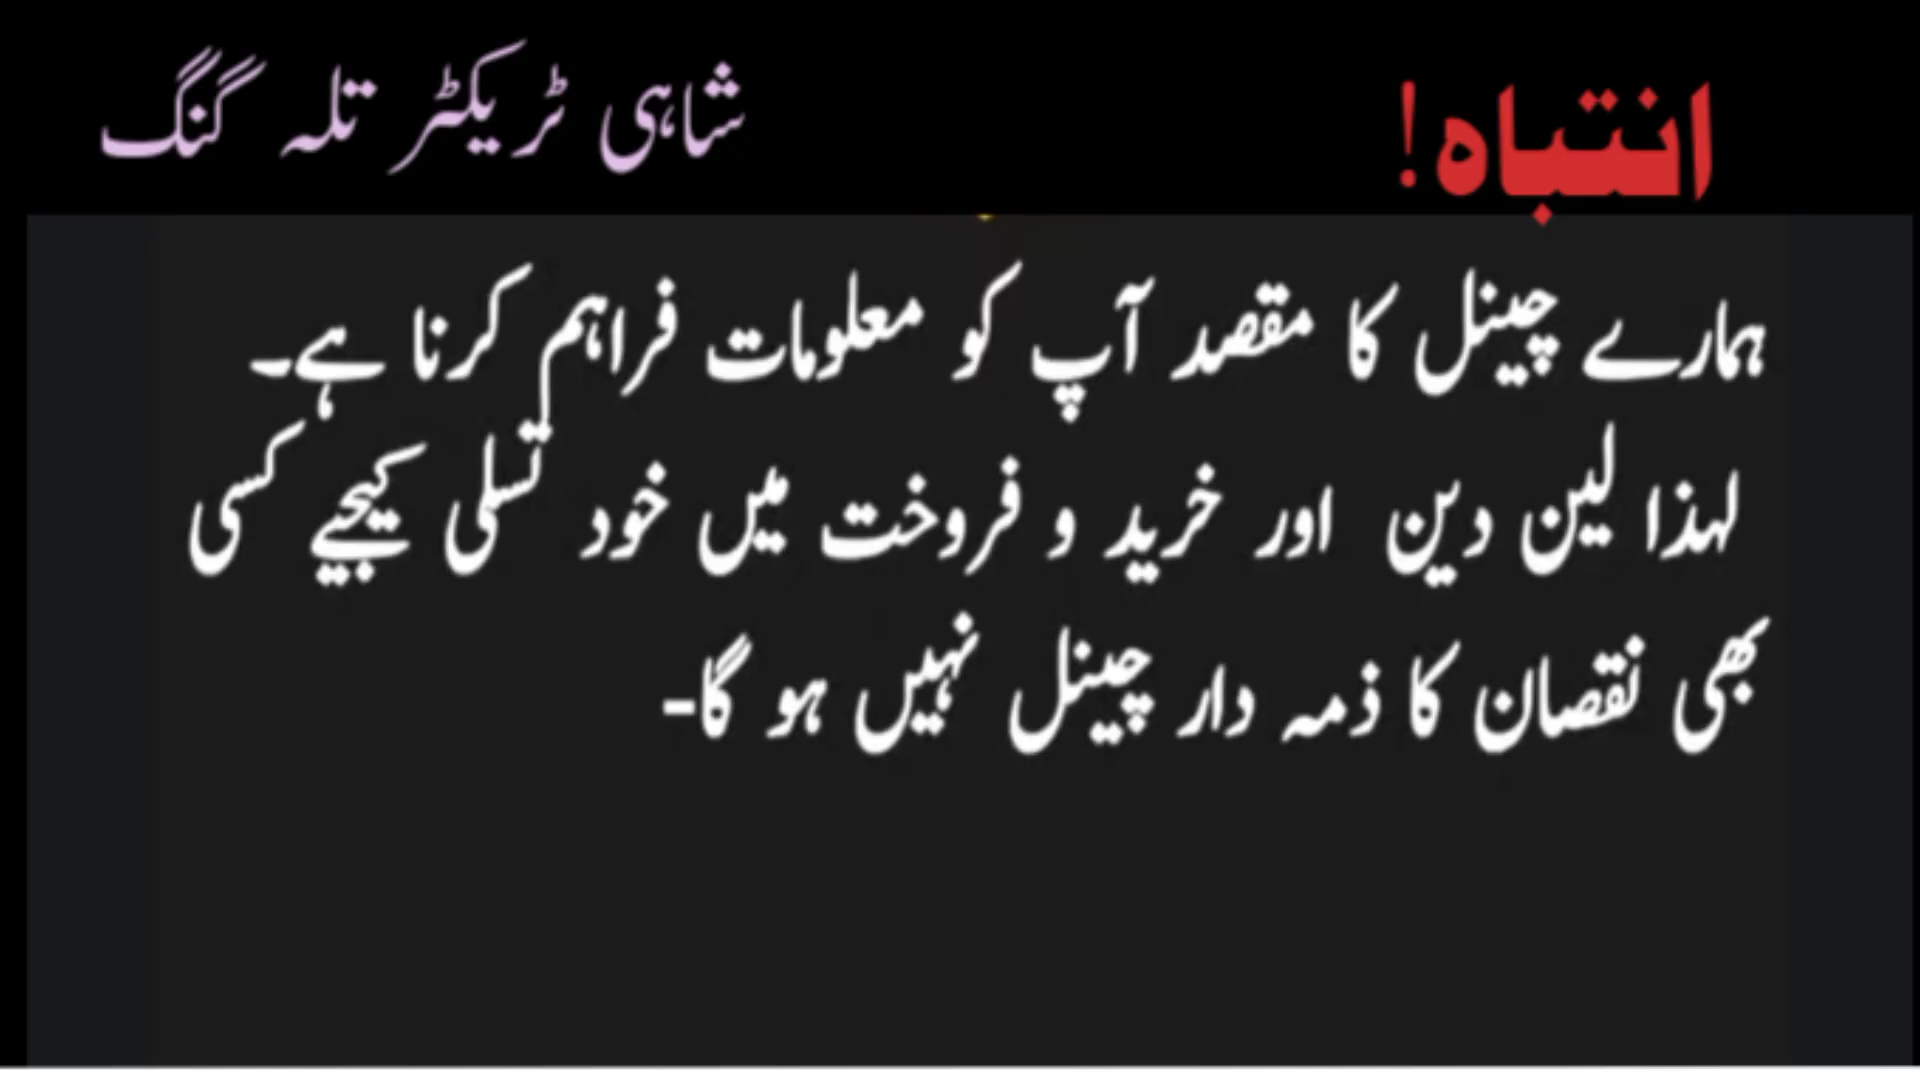 انتباہ!
شاہی ٹریکٹر تلہ گنگ
ہمارے چینل کا مقصد آپ کو معلومات فراہم کرنا ہے۔
لہذا لین دین اور خرید و فروخت میں خود تسلی کیجیے کسی
بھی نقصان کا ذمہ دار چینل نہیں ہو گا-